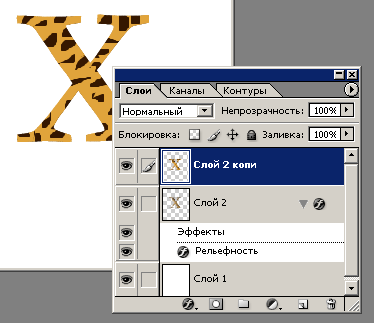 X
Слои Каналы Контуры
Нормальный Непрозрачность: 100%
Блокировка: Заливка: 100%
Слой 2 копи
Слой 2
Эффекты
Рельефность
Слой 1